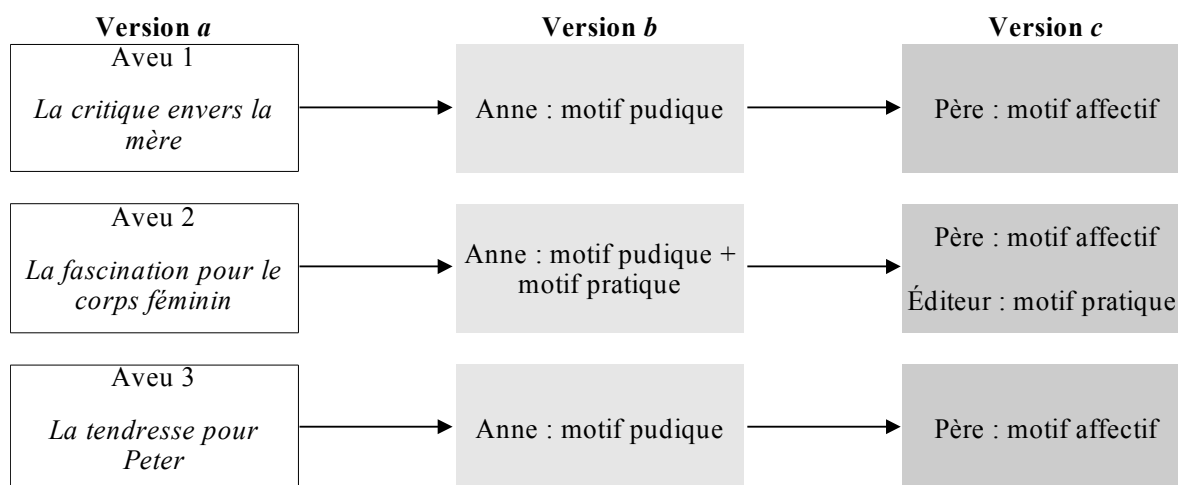 Version a
Version b
Version c
Aveu 1
La critique envers la
mère
Anne : motif pudique
Père : motif affectif
Aveu 2
La fascination pour le
corps féminin
Anne : motif pudique +
motif pratique
Père : motif affectif
Éditeur : motif pratique
Aveu 3
La tendresse pour
Peter
Anne : motif pudique
Père : motif affectif